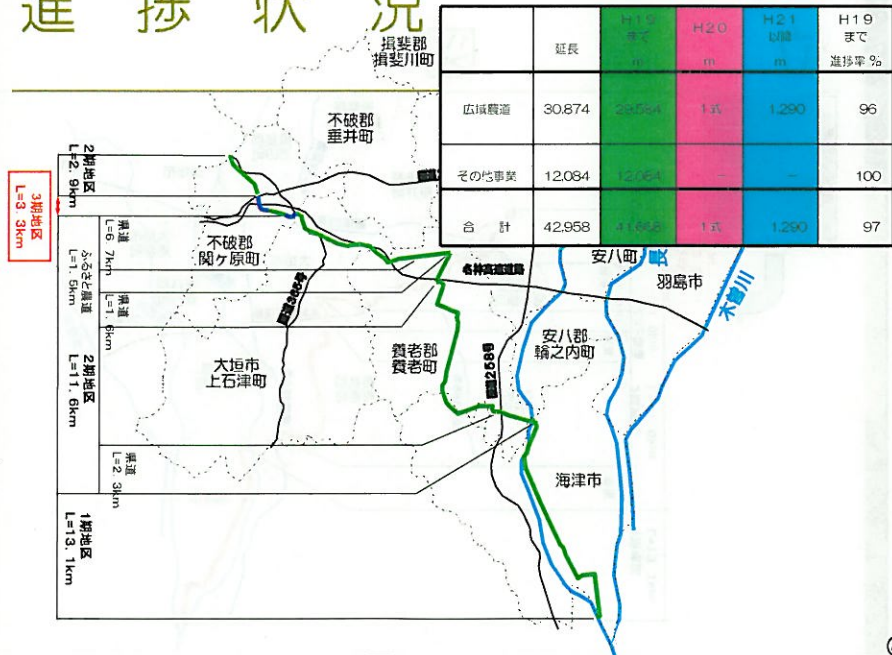 進捗状況
延長
H19
まで
m
H20
m
H21
以降
m
H19
まで
進捗率 %
広域農道 30.874 29.584 1式 1.290 96
その他事業 12.084 12.084 － － 100
合 計 42.958 41.668 1式 1.290 97
揖斐郡
揖斐川町
不破郡
垂井町
不破郡
関ヶ原町
大垣市
上石津町
養老郡
養老町
安八町
安八郡
輪之内町
羽島市
海津市
名神高速道路
国道365号
国道258号
木曽川
長
2期地区
L=2.9km
3期地区
L=3.3km
県道
L=6.7km
ふるさと農道
L=1.5km
県道
L=1.6km
2期地区
L=11.6km
県道
L=2.3km
1期地区
L=13.1km